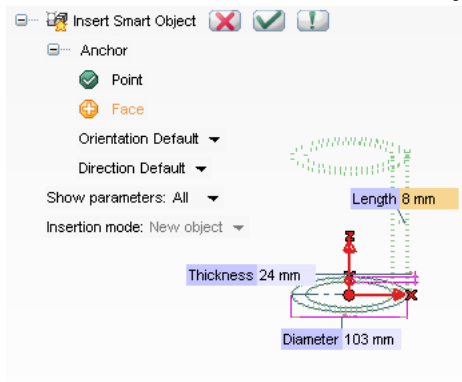 Insert Smart Object
Anchor
Point
Face
Orientation Default
Direction Default
Show parameters: All
Length 8 mm
Insertion mode: New object
Z
Thickness 24 mm
X
Diameter 103 mm